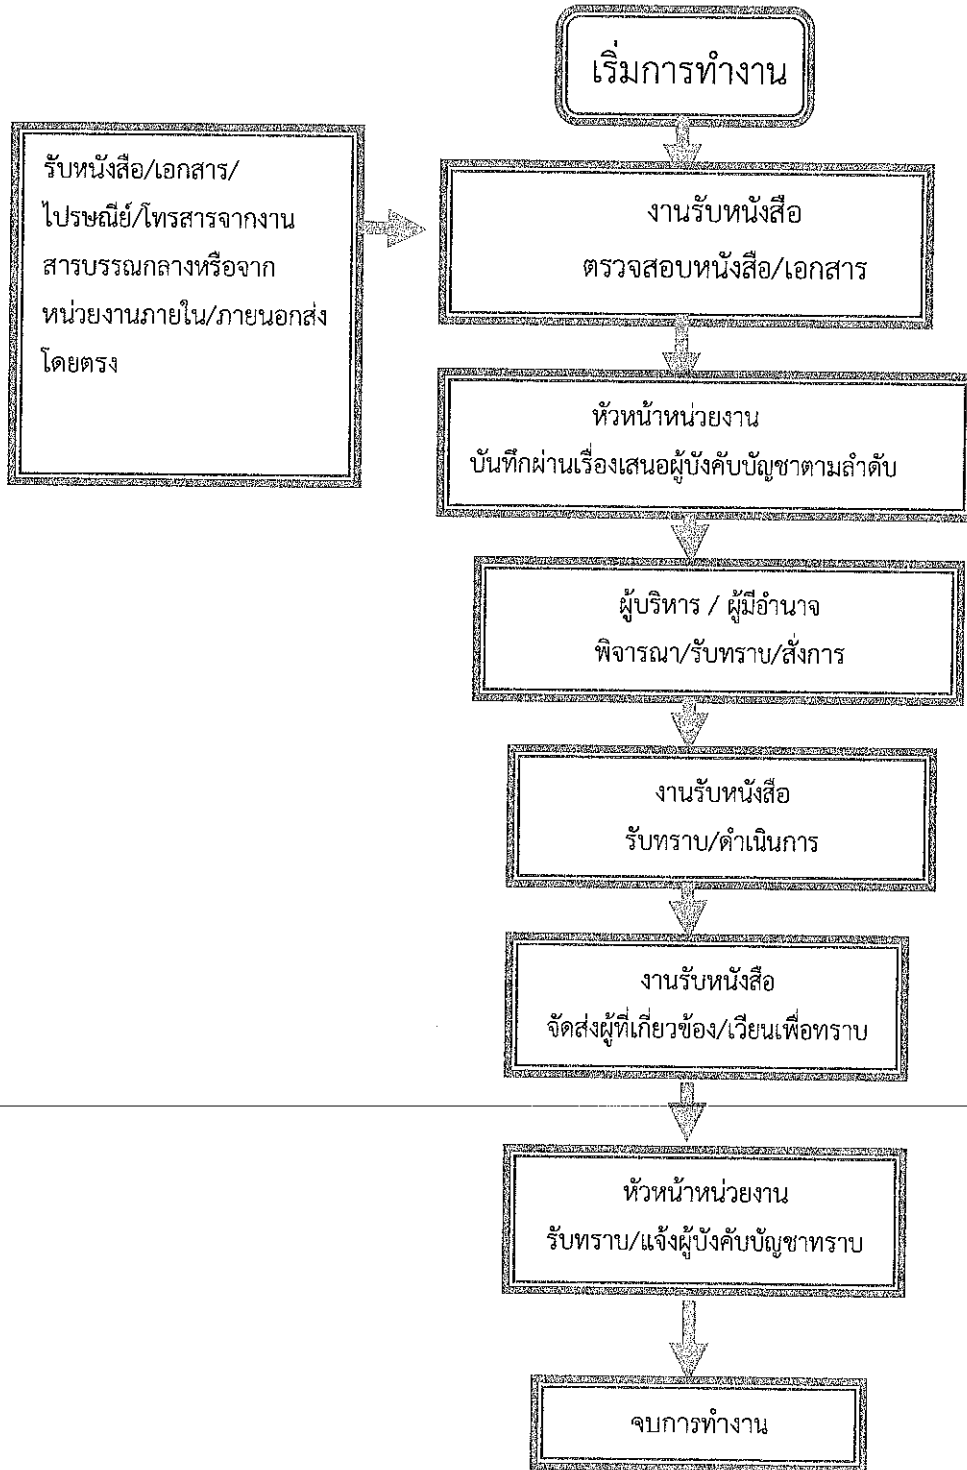 เริ่มการทำงาน
รับหนังสือ/เอกสาร/
ไปรษณีย์/โทรสารจากงาน
สารบรรณกลางหรือจาก
หน่วยงานภายใน/ภายนอกส่ง
โดยตรง
งานรับหนังสือ
ตรวจสอบหนังสือ/เอกสาร
หัวหน้าหน่วยงาน
บันทึกผ่านเรื่องเสนอผู้บังคับบัญชาตามลำดับ
ผู้บริหาร / ผู้มีอำนาจ
พิจารณา/รับทราบ/สั่งการ
งานรับหนังสือ
รับทราบ/ดำเนินการ
งานรับหนังสือ
จัดส่งผู้ที่เกี่ยวข้อง/เวียนเพื่อทราบ
หัวหน้าหน่วยงาน
รับทราบ/แจ้งผู้บังคับบัญชาทราบ
จบการทำงาน